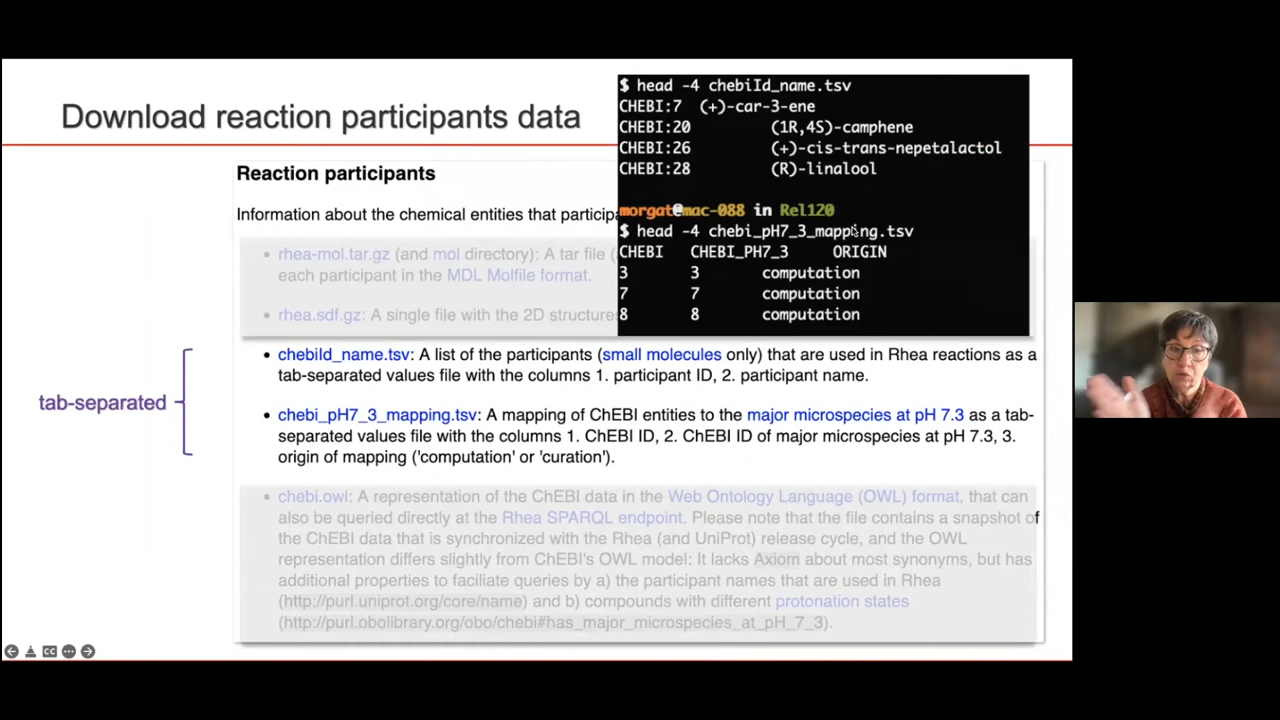 Download reaction participants data
$ head -4 chebiId_name.tsv
CHEBI:7 (+)-car-3-ene
CHEBI:20 (1R,4S)-camphene
CHEBI:26 (+)-cis-trans-nepetalactol
CHEBI:28 (R)-linalool
morgat@mac-088 in Rel120
$ head -4 chebi_pH7_3_mapping.tsv
CHEBI CHEBI_PH7_3 ORIGIN
3 3 computation
7 7 computation
8 8 computation
Reaction participants
Information about the chemical entities that particip
• rhea-mol.tar.gz (and mol directory): A tar file (
each participant in the MDL Molfile format.
• rhea.sdf.gz: A single file with the 2D structures
tab-separated
• chebiId_name.tsv: A list of the participants (small molecules only) that are used in Rhea reactions as a
tab-separated values file with the columns 1. participant ID, 2. participant name.
• chebi_pH7_3_mapping.tsv: A mapping of ChEBI entities to the major microspecies at pH 7.3 as a tab-
separated values file with the columns 1. ChEBI ID, 2. ChEBI ID of major microspecies at pH 7.3, 3.
origin of mapping ('computation' or 'curation').
• chebi.owl: A representation of the ChEBI data in the Web Ontology Language (OWL) format, that can
also be queried directly at the Rhea SPARQL endpoint. Please note that the file contains a snapshot of
the ChEBI data that is synchronized with the Rhea (and UniProt) release cycle, and the OWL
representation differs slightly from ChEBI's OWL model: It lacks Axiom about most synonyms, but has
additional properties to faciliate queries by a) the participant names that are used in Rhea
(http://purl.uniprot.org/core/name) and b) compounds with different protonation states
(http://purl.obolibrary.org/obo/chebi#has_major_microspecies_at_pH_7_3).
CC